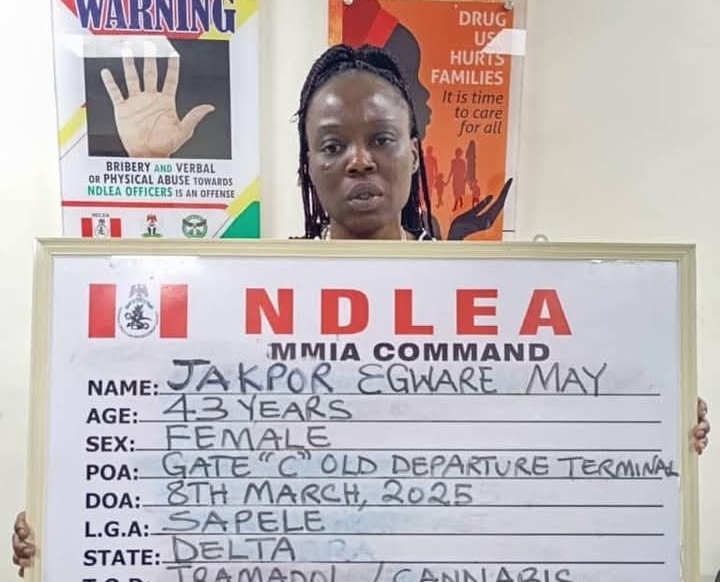 WARNING
BRIBERY AND VERBAL
OR PHYSICAL ABUSE TOWARDS
NDLEA OFFICERS IS AN OFFENSE
NDLEA
DRUG
USE
HURTS
FAMILIES
It is time
to care
for all
NDLEA
MMIA COMMAND
NAME: JAKPOR EGWARE MAY
AGE: 43 YEARS
SEX: FEMALE
POA: GATE "C" OLD DEPARTURE TERMINAL
DOA: 8TH MARCH, 2025
L.G.A: SAPELE
STATE: DELTA
TRAMADOL / CANNABIS